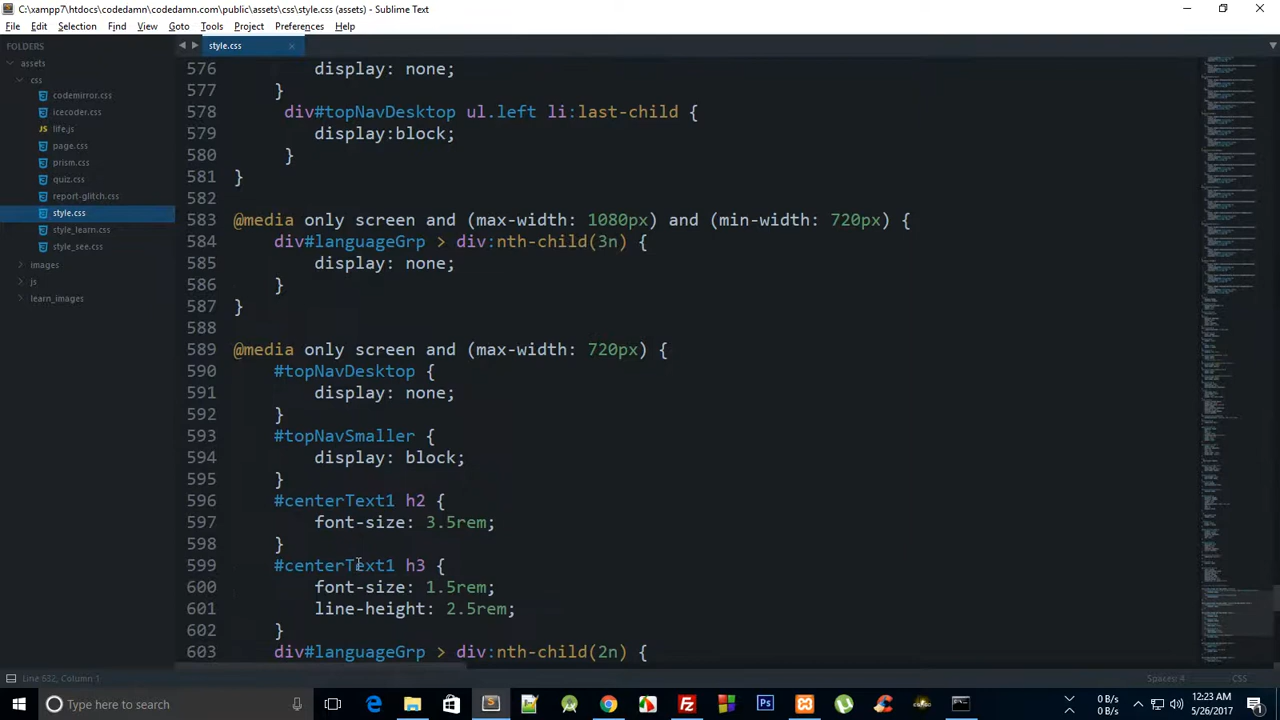 C:\xampp7\htdocs\codedamn\codedamn.com\public\assets\css\style.css (assets) - Sublime Text
File Edit Selection Find View Goto Tools Project Preferences Help
FOLDERS
assets
css
codemirror.css
icecoder.css
life.js
page.css
prism.css
quiz.css
report-glitch.css
style.css
style_learn.css
style_see.css
images
js
learn_images
style.css
576 display: none;
577 }
578 div#topNavDesktop ul.left li:last-child {
579 display:block;
580 }
581 }
582
583 @media only screen and (max-width: 1080px) and (min-width: 720px) {
584 div#languageGrp > div:nth-child(3n) {
585 display: none;
586 }
587 }
588
589 @media only screen and (max-width: 720px) {
590 #topNavDesktop {
591 display: none;
592 }
593 #topNavSmaller {
594 display: block;
595 }
596 #centerText1 h2 {
597 font-size: 3.5rem;
598 }
599 #centerText1 h3 {
600 font-size: 1.5rem;
601 line-height: 2.5rem;
602 }
603 div#languageGrp > div:nth-child(2n) {
Line 632, Column 1
Spaces: 4 CSS
Type here to search
0 B/s
0 B/s
0 B/s
0 B/s
12:23 AM
5/26/2017